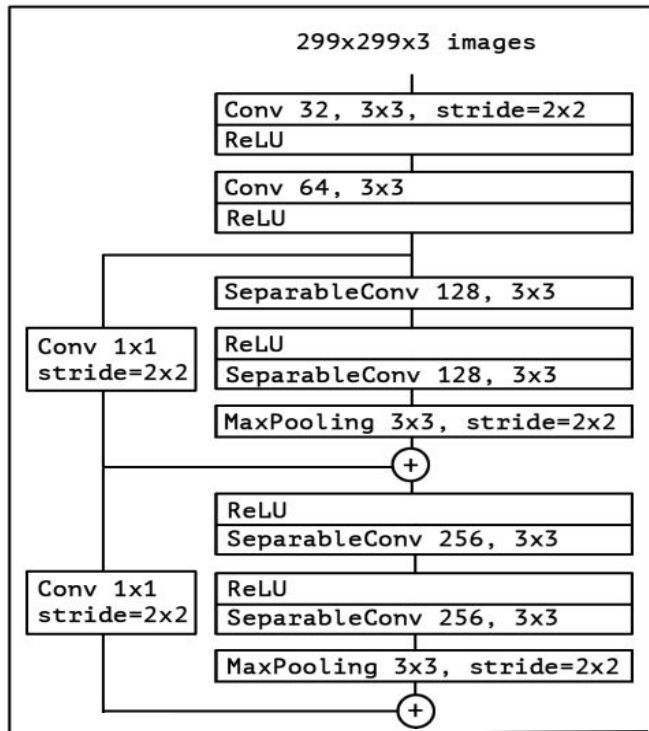 299x299x3 images
Conv 32, 3x3, stride=2x2
ReLU
Conv 64, 3x3
ReLU
SeparableConv 128, 3x3
Conv 1x1
stride=2x2
ReLU
SeparableConv 128, 3x3
MaxPooling 3x3, stride=2x2
+
ReLU
SeparableConv 256, 3x3
Conv 1x1
stride=2x2
ReLU
SeparableConv 256, 3x3
MaxPooling 3x3, stride=2x2
+